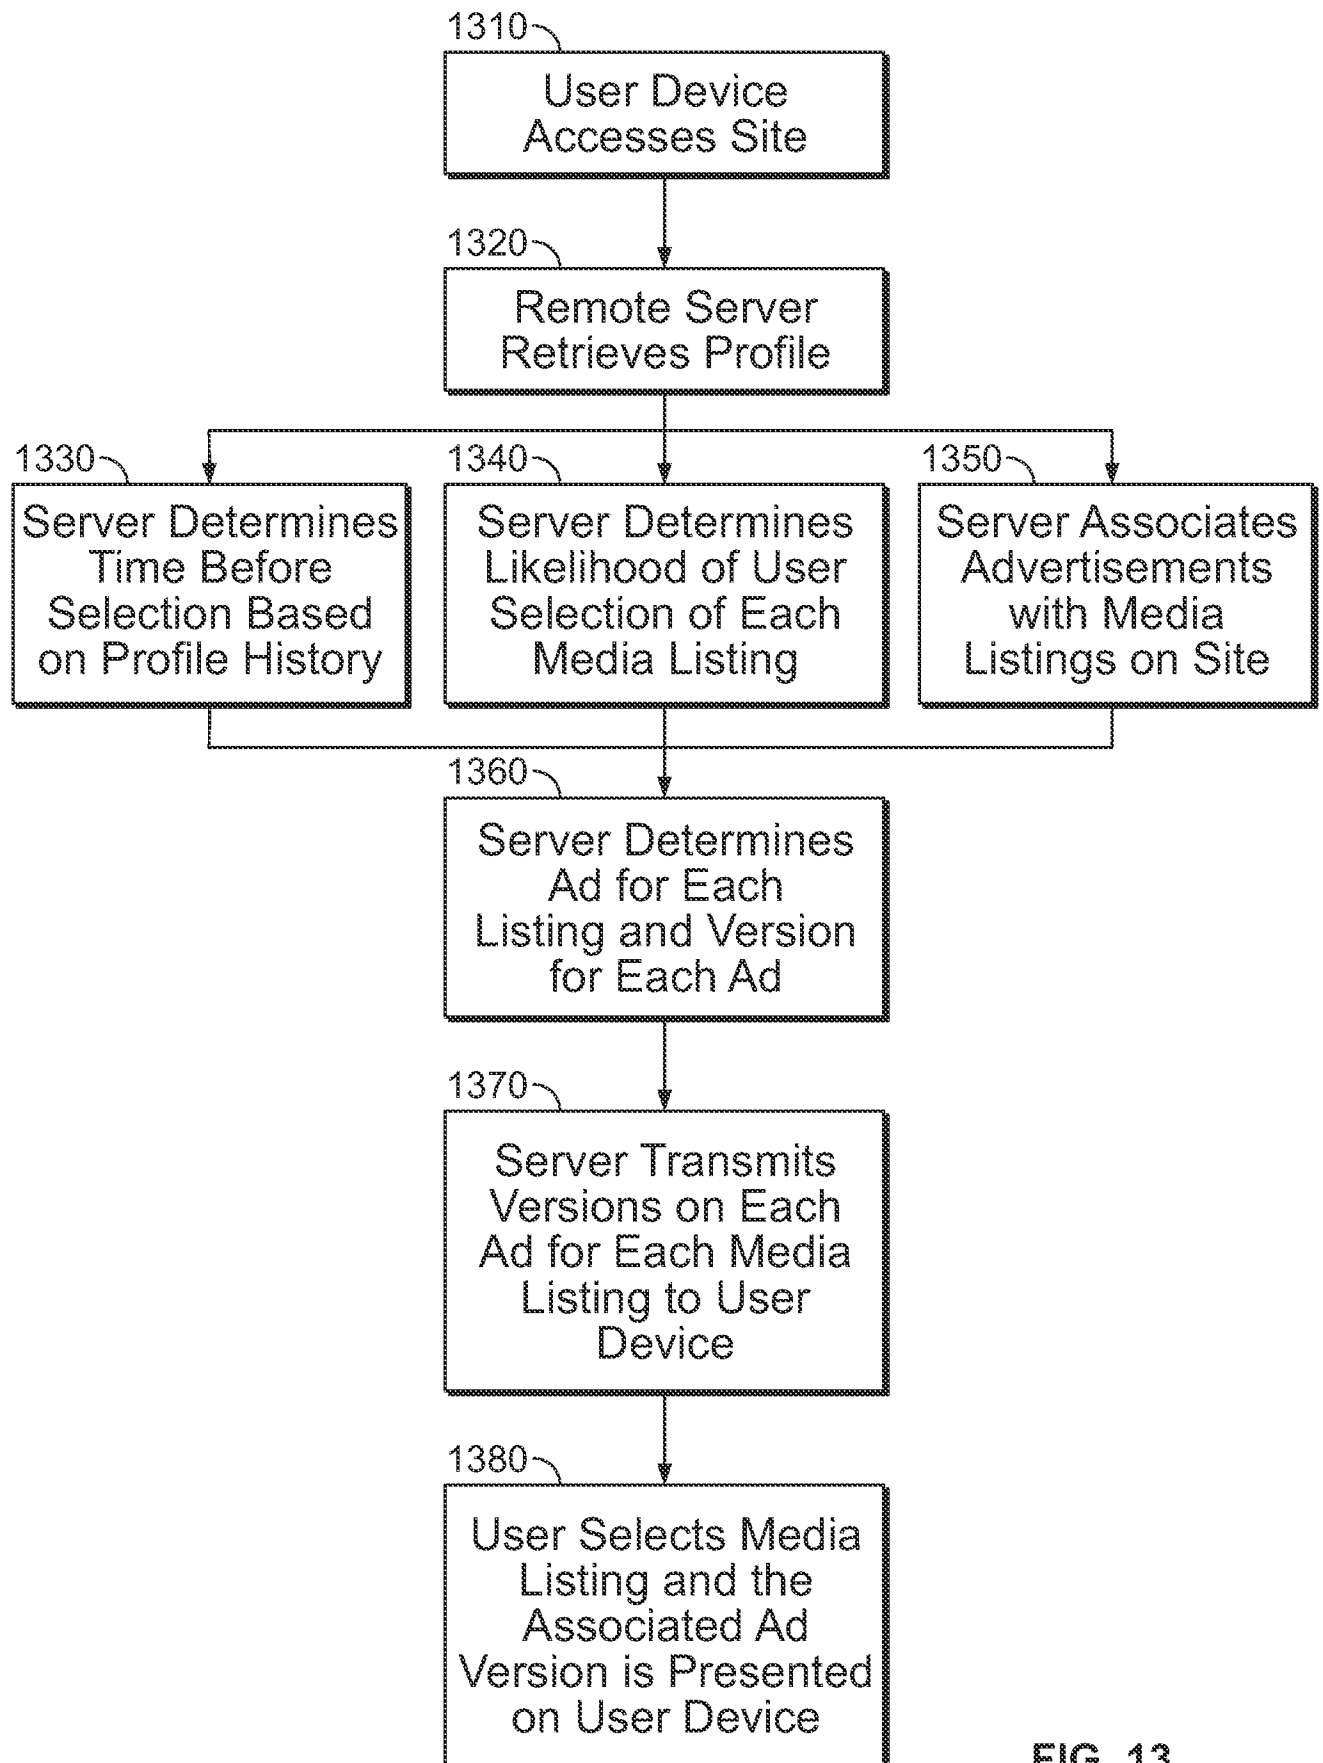 1310
User Device
Accesses Site
1320
Remote Server
Retrieves Profile
1330
Server Determines
Time Before
Selection Based
on Profile History
1340
Server Determines
Likelihood of User
Selection of Each
Media Listing
1350
Server Associates
Advertisements
with Media
Listings on Site
1360
Server Determines
Ad for Each
Listing and Version
for Each Ad
1370
Server Transmits
Versions on Each
Ad for Each Media
Listing to User
Device
1380
User Selects Media
Listing and the
Associated Ad
Version is Presented
on User Device
FIG. 13